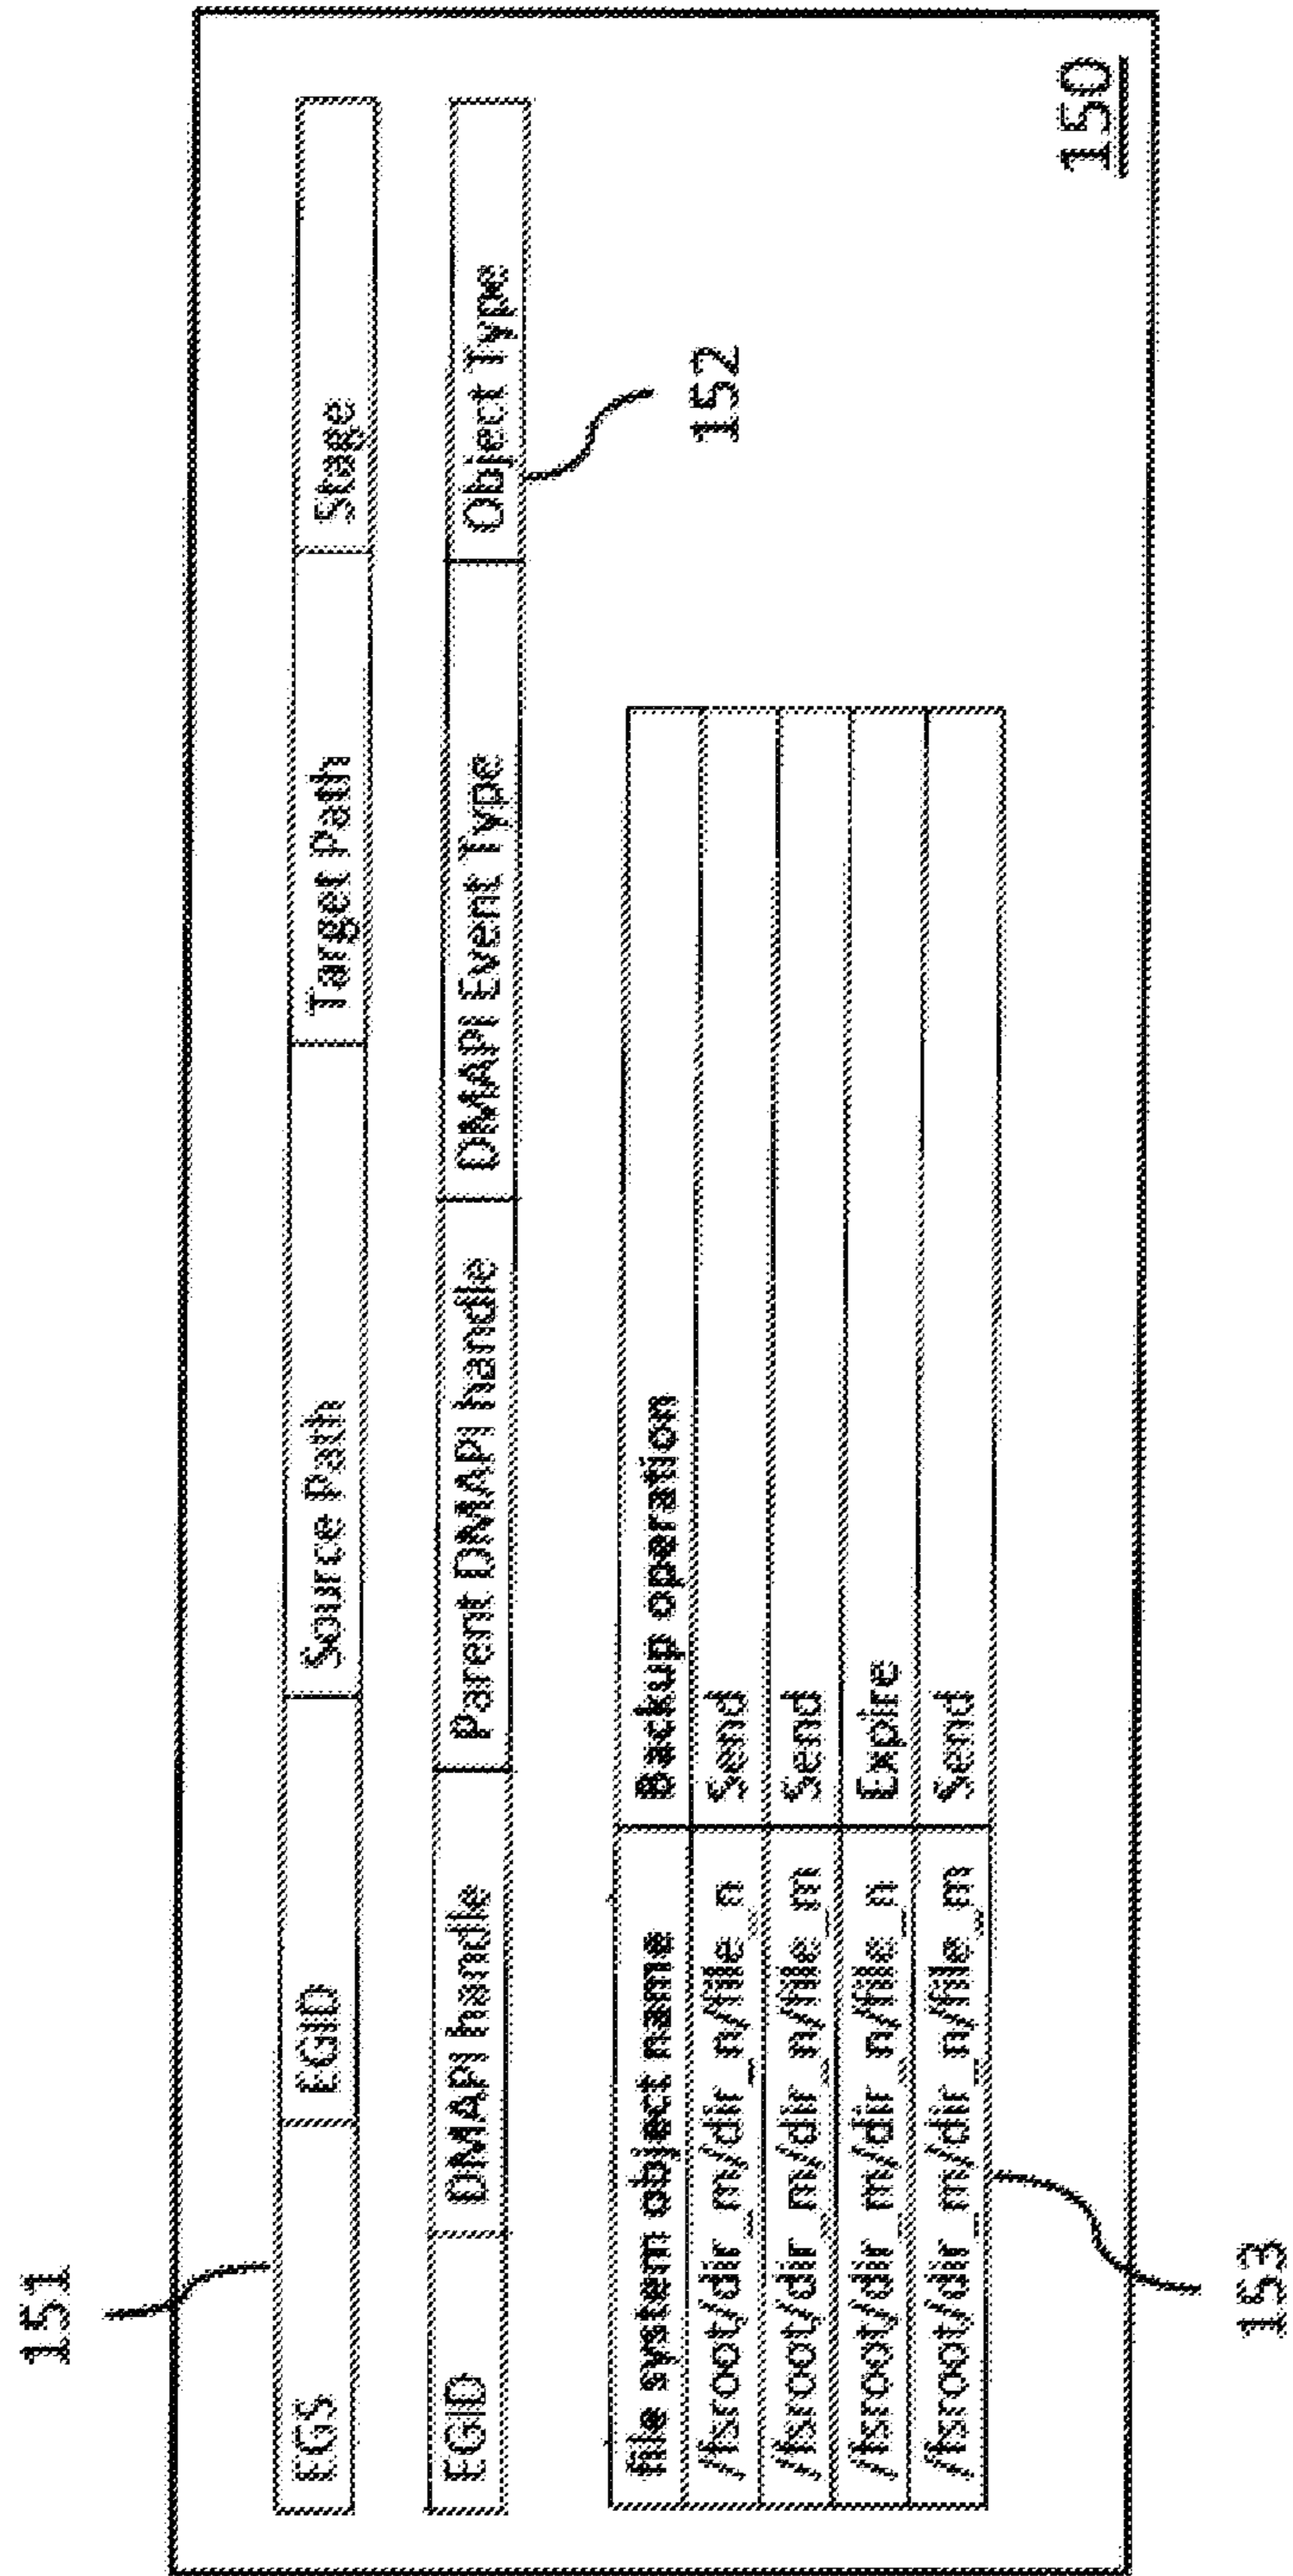 151
EGS EGID Source Path Target Path Stage
EGID DMAPI handle Parent DMAPI handle DMAPI Event Type Object Type
152
file system object name Backup operation
/fsroot/dir_m/dir_n/file_n Send
/fsroot/dir_m/dir_n/file_m Send
/fsroot/dir_m/dir_n/file_n Expire
/fsroot/dir_m/dir_n/file_m Send
150
153